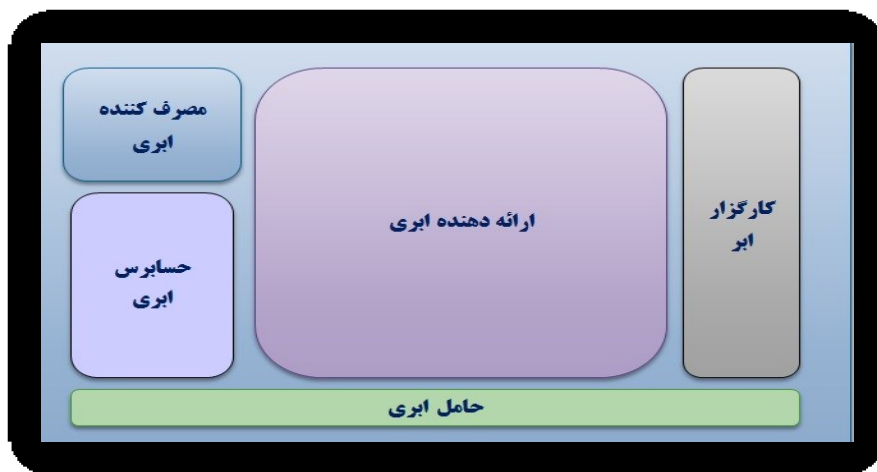 مصرف کننده
ابری
ارائه دهنده ابری
کارگزار
ابر
حسابرس
ابری
حامل ابری